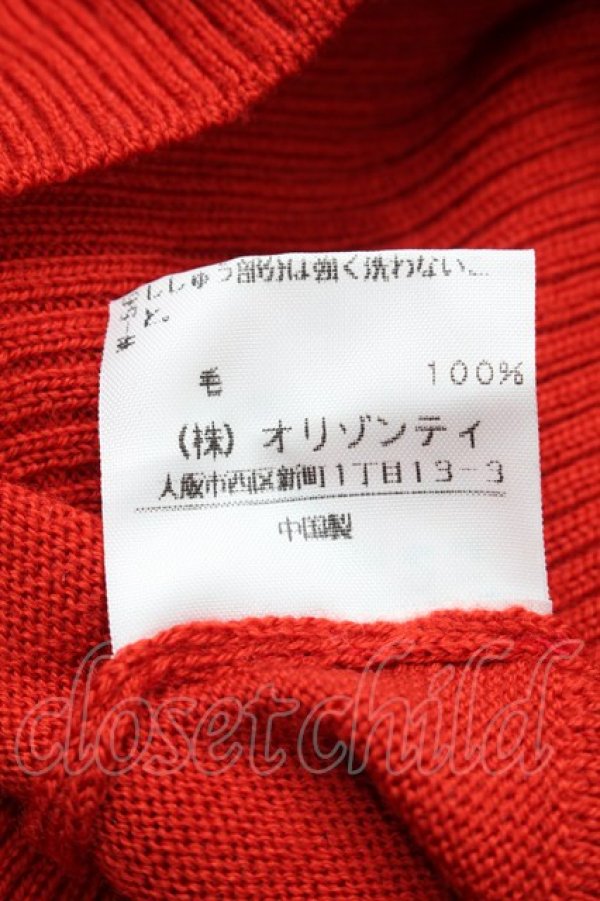 ししゅう部分は強く洗わない
毛 100%
(株) オリゾンティ
大阪市西区新町1丁目13-3
中国製
closet child